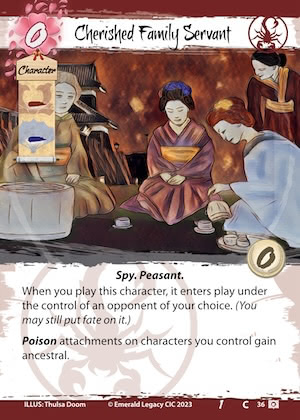 0
Cherished Family Servant
Character
Spy. Peasant.
When you play this character, it enters play under
the control of an opponent of your choice. (You
may still put fate on it.)
Poison attachments on characters you control gain
ancestral.
0
ILLUS: Thulsa Doom © Emerald Legacy CIC 2023 C 36